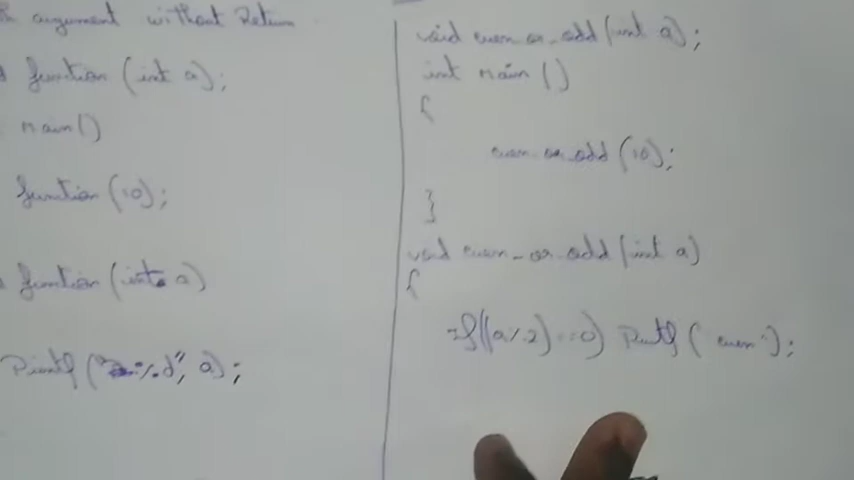 argument without Return
function (int a);
main()
function (10);
function (int a)
Printf ("%d", a);
void even_or_odd (int a);
int main ()
{
even_or_odd (10);
}
void even_or_odd (int a)
{
if((a%2)==0) Printf ("even");